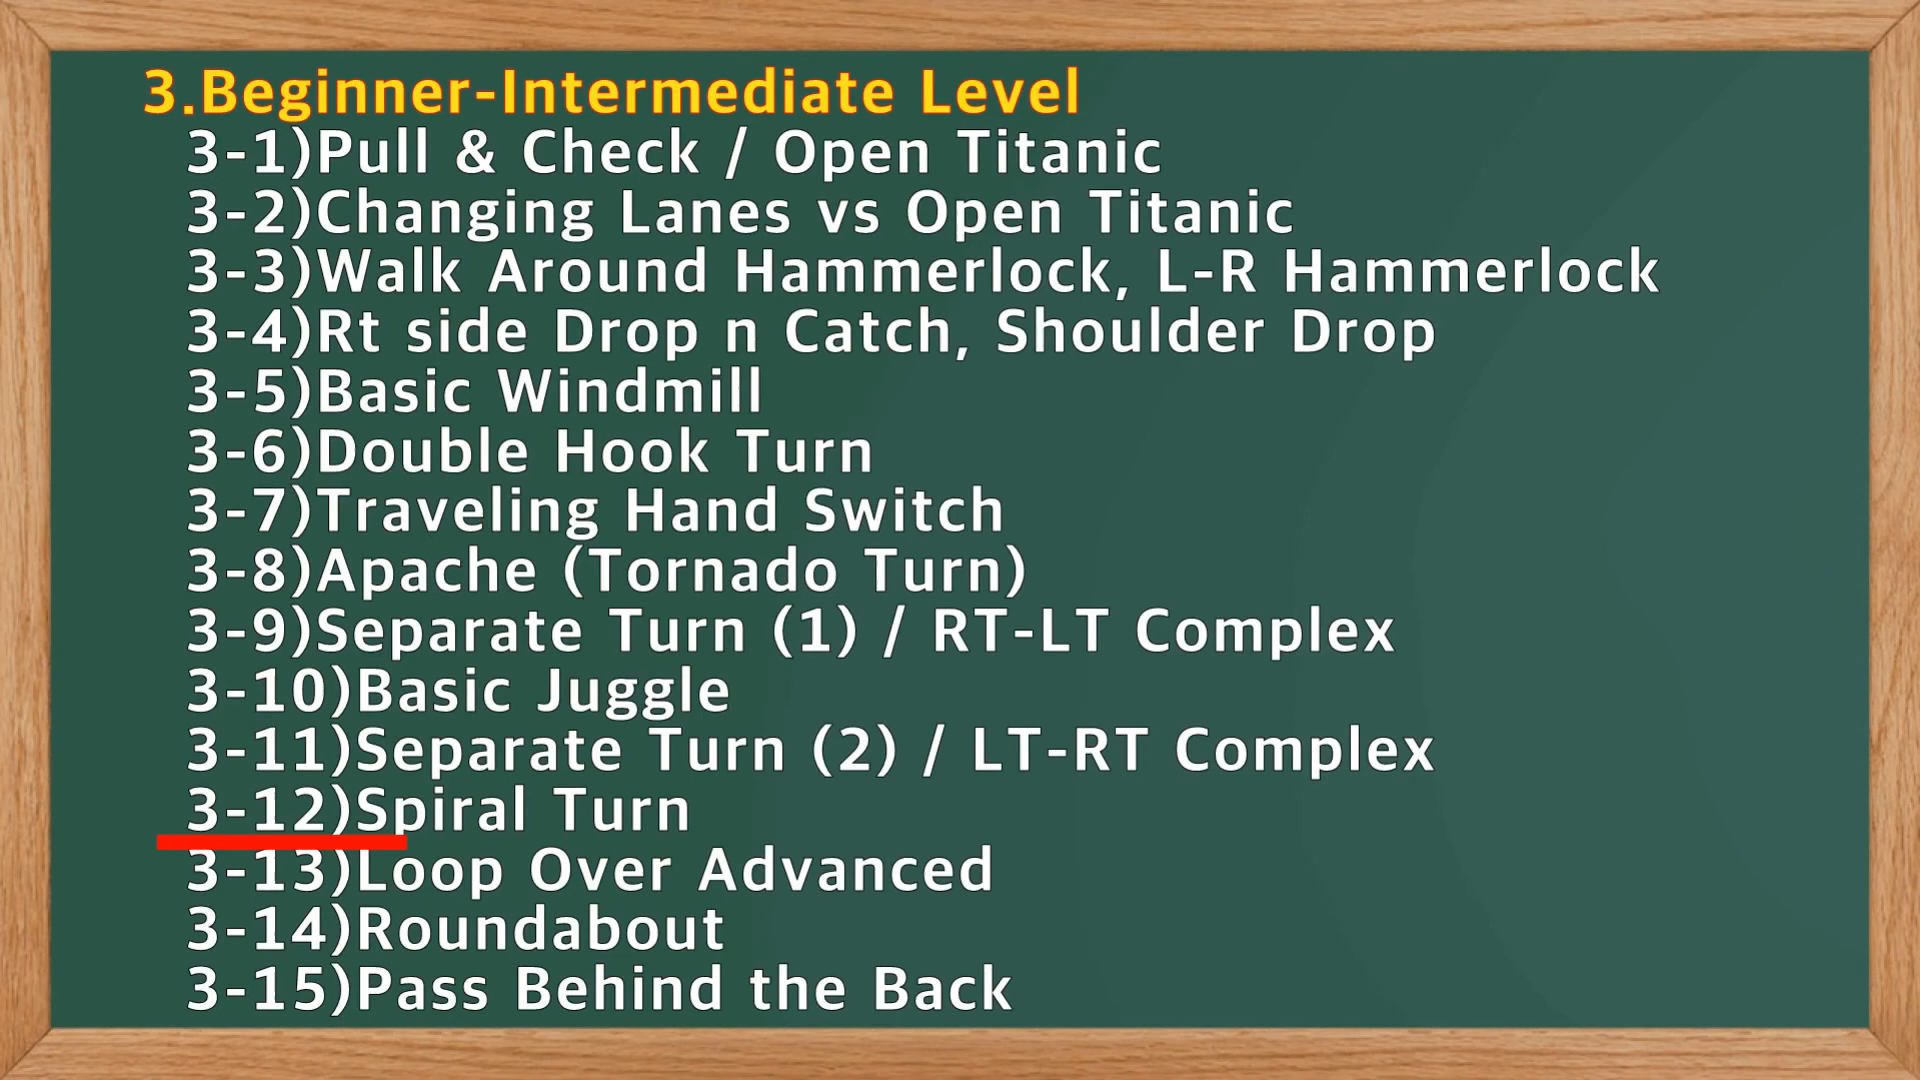 3.Beginner-Intermediate Level
3-1)Pull & Check / Open Titanic
3-2)Changing Lanes vs Open Titanic
3-3)Walk Around Hammerlock, L-R Hammerlock
3-4)Rt side Drop n Catch, Shoulder Drop
3-5)Basic Windmill
3-6)Double Hook Turn
3-7)Traveling Hand Switch
3-8)Apache (Tornado Turn)
3-9)Separate Turn (1) / RT-LT Complex
3-10)Basic Juggle
3-11)Separate Turn (2) / LT-RT Complex
3-12)Spiral Turn
3-13)Loop Over Advanced
3-14)Roundabout
3-15)Pass Behind the Back